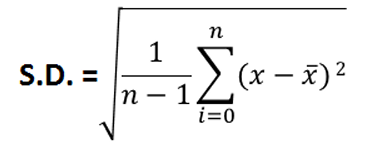 S.D. = √(1/(n − 1) ∑_{i=0}^{n} (x − x̄)²)